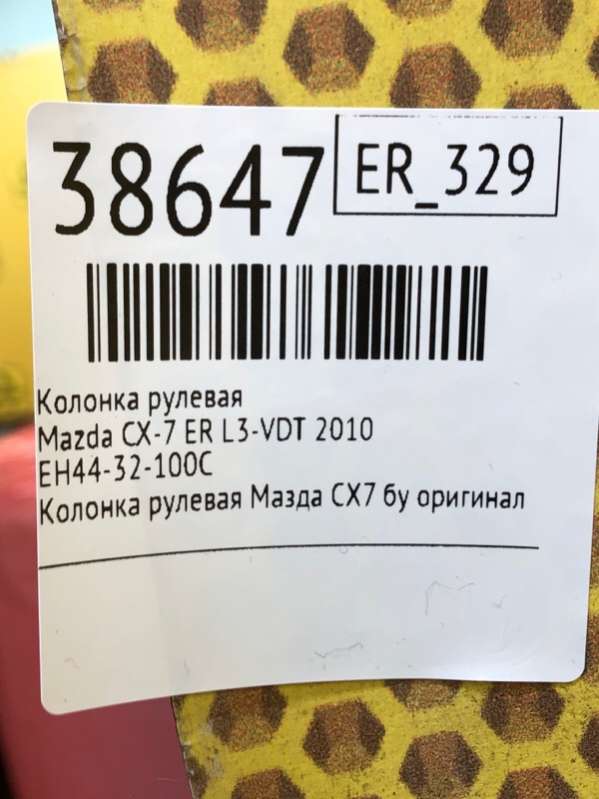 38647
ER_329
Колонка рулевая
Mazda CX-7 ER L3-VDT 2010
EH44-32-100C
Колонка рулевая Мазда СХ7 бу оригинал